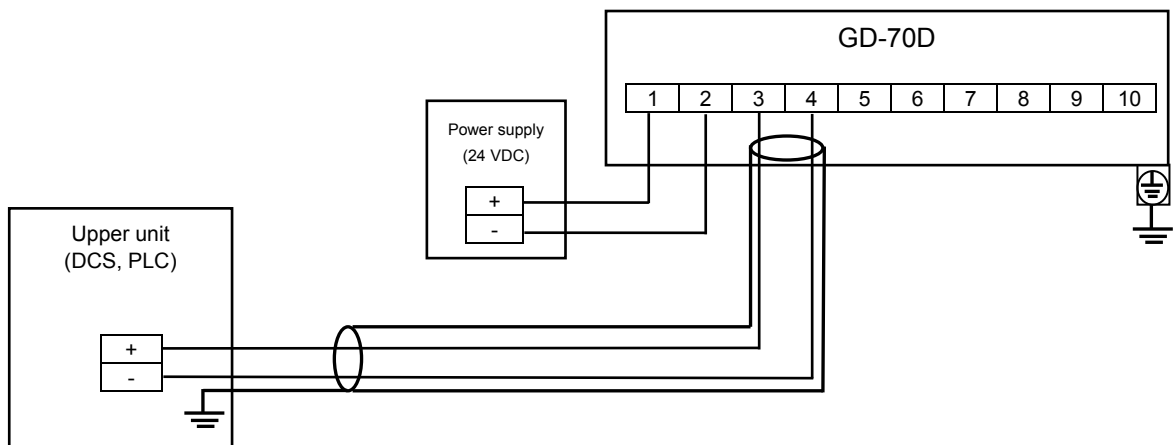 GD-70D
1 2 3 4 5 6 7 8 9 10
Power supply
(24 VDC)
+
-
Upper unit
(DCS, PLC)
+
-